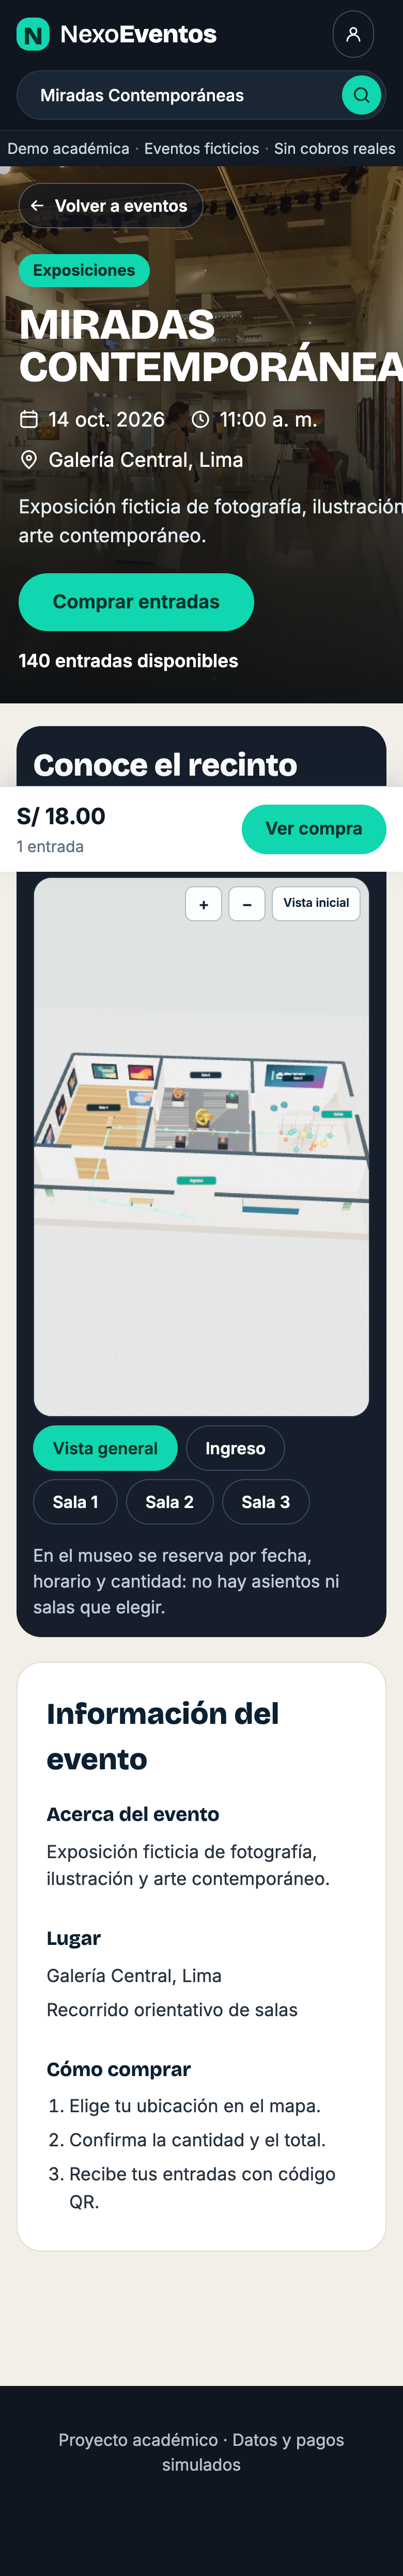 N NexoEventos
Miradas Contemporáneas
Demo académica · Eventos ficticios · Sin cobros reales
← Volver a eventos
Exposiciones
MIRADAS
CONTEMPORÁNEA
14 oct. 2026 11:00 a. m.
Galería Central, Lima
Exposición ficticia de fotografía, ilustración
arte contemporáneo.
Comprar entradas
140 entradas disponibles
Conoce el recinto
S/ 18.00
1 entrada
Ver compra
+ − Vista inicial
Vista general
Ingreso
Sala 1
Sala 2
Sala 3
En el museo se reserva por fecha,
horario y cantidad: no hay asientos ni
salas que elegir.
Información del
evento
Acerca del evento
Exposición ficticia de fotografía,
ilustración y arte contemporáneo.
Lugar
Galería Central, Lima
Recorrido orientativo de salas
Cómo comprar
1. Elige tu ubicación en el mapa.
2. Confirma la cantidad y el total.
3. Recibe tus entradas con código
QR.
Proyecto académico · Datos y pagos
simulados